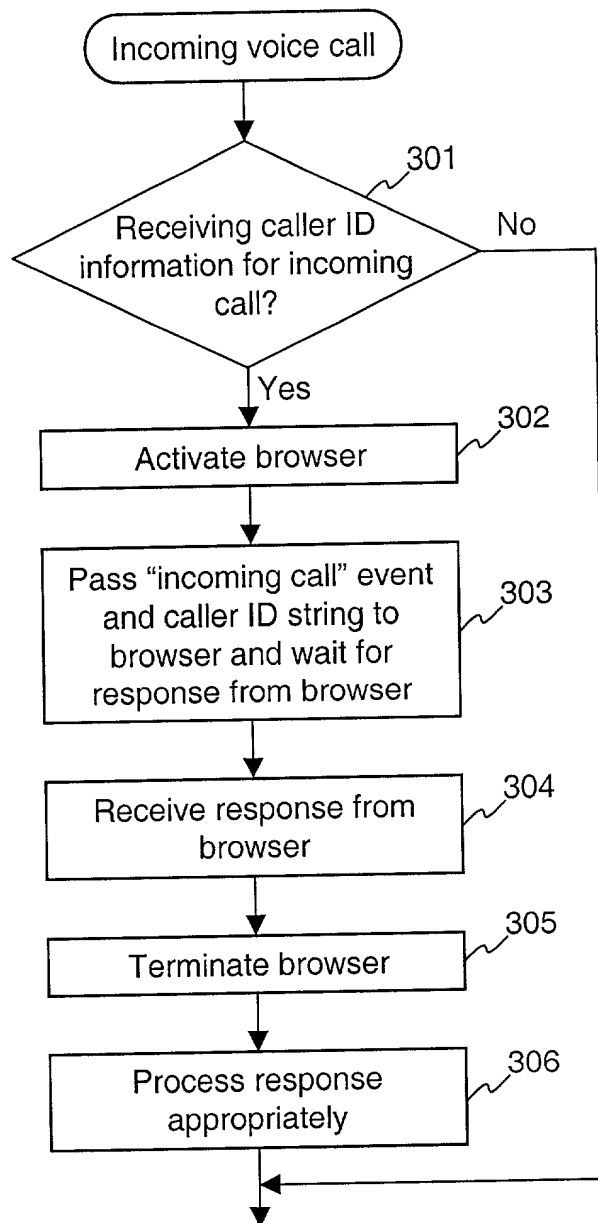 Incoming voice call
301
Receiving caller ID
information for incoming
call?
No
Yes
302
Activate browser
303
Pass “incoming call” event
and caller ID string to
browser and wait for
response from browser
304
Receive response from
browser
305
Terminate browser
306
Process response
appropriately